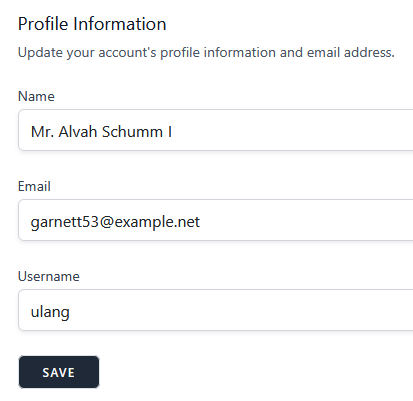 Profile Information
Update your account's profile information and email address.
Name
Mr. Alvah Schumm I
Email
garnett53@example.net
Username
ulang
SAVE